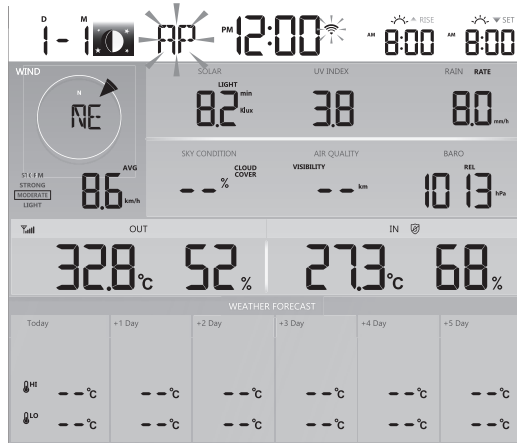 D M
1-1 AP PM 12:00 AM ▲ RISE 8:00 AM ▼ SET 8:00
WIND SOLAR UV INDEX RAIN RATE
N
NE
LIGHT
8.2 min Klux 3.8 8.0 mm/h
SKY CONDITION AIR QUALITY BARO
STORM
STRONG
MODERATE
LIGHT
AVG
8.6 km/h
-- % CLOUD COVER
VISIBILITY -- km
REL
1013 hPa
OUT IN
32.8°C 52% 27.3°C 68%
WEATHER FORECAST
Today +1 Day +2 Day +3 Day +4 Day +5 Day
HI --°C --°C --°C --°C --°C --°C
LO --°C --°C --°C --°C --°C --°C